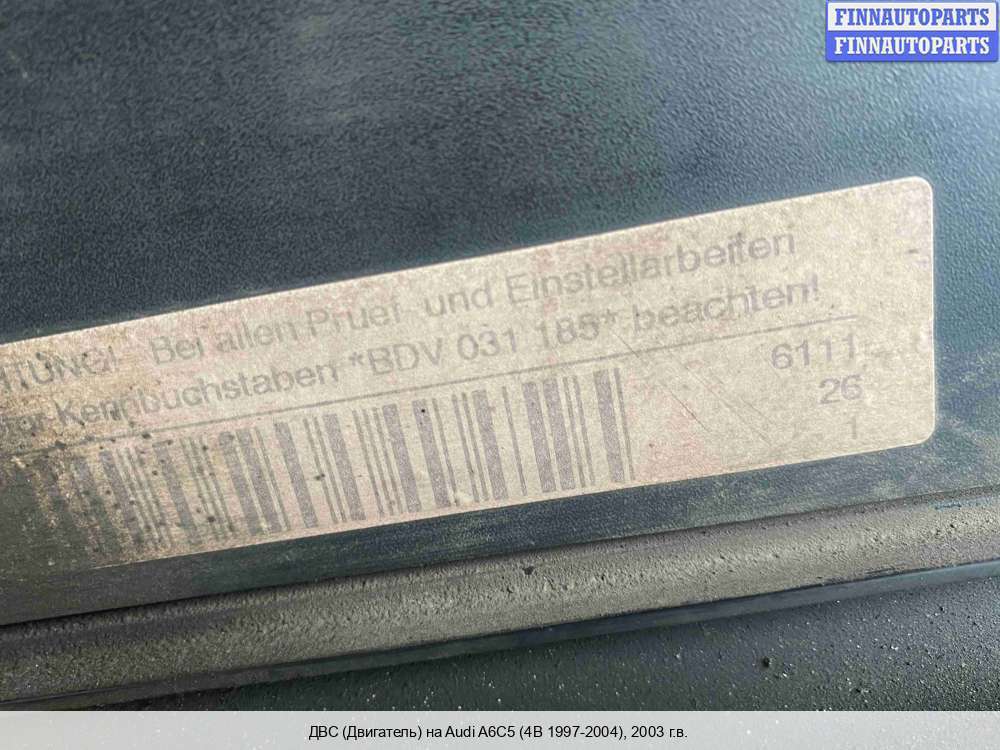 FINNAUTOPARTS
FINNAUTOPARTS
HTUNG! Bei allen Pruef- und Einstellarbeiten
Kennbuchstaben *BDV 031 185* beachten!
6111
26
1
ДВС (Двигатель) на Audi A6C5 (4B 1997-2004), 2003 г.в.